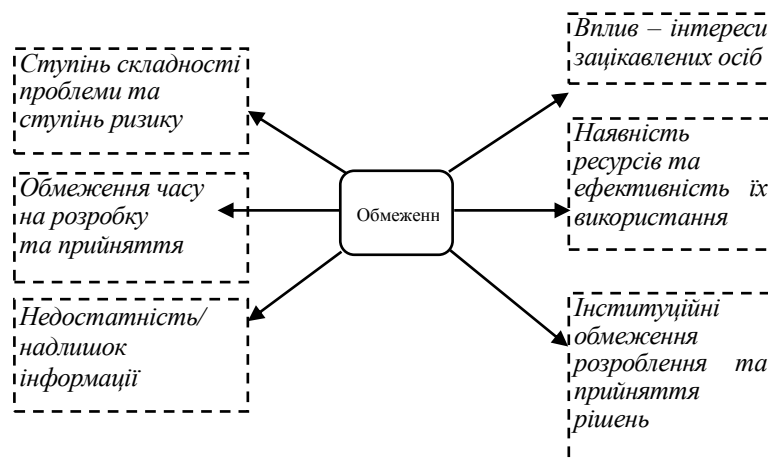 Ступінь складності
проблеми та
ступінь ризику
Обмеження часу
на розробку
та прийняття
Недостатність/
надлишок
інформації
Обмеженн
Вплив – інтереси
зацікавлених осіб
Наявність
ресурсів та
ефективність їх
використання
Інституційні
обмеження
розроблення та
прийняття
рішень